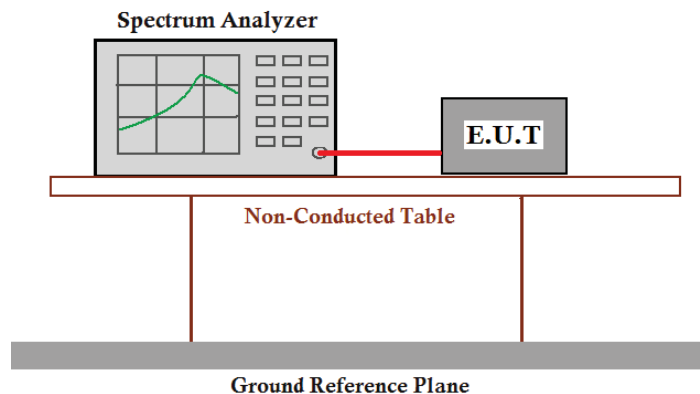 Spectrum Analyzer
E.U.T
Non-Conducted Table
Ground Reference Plane